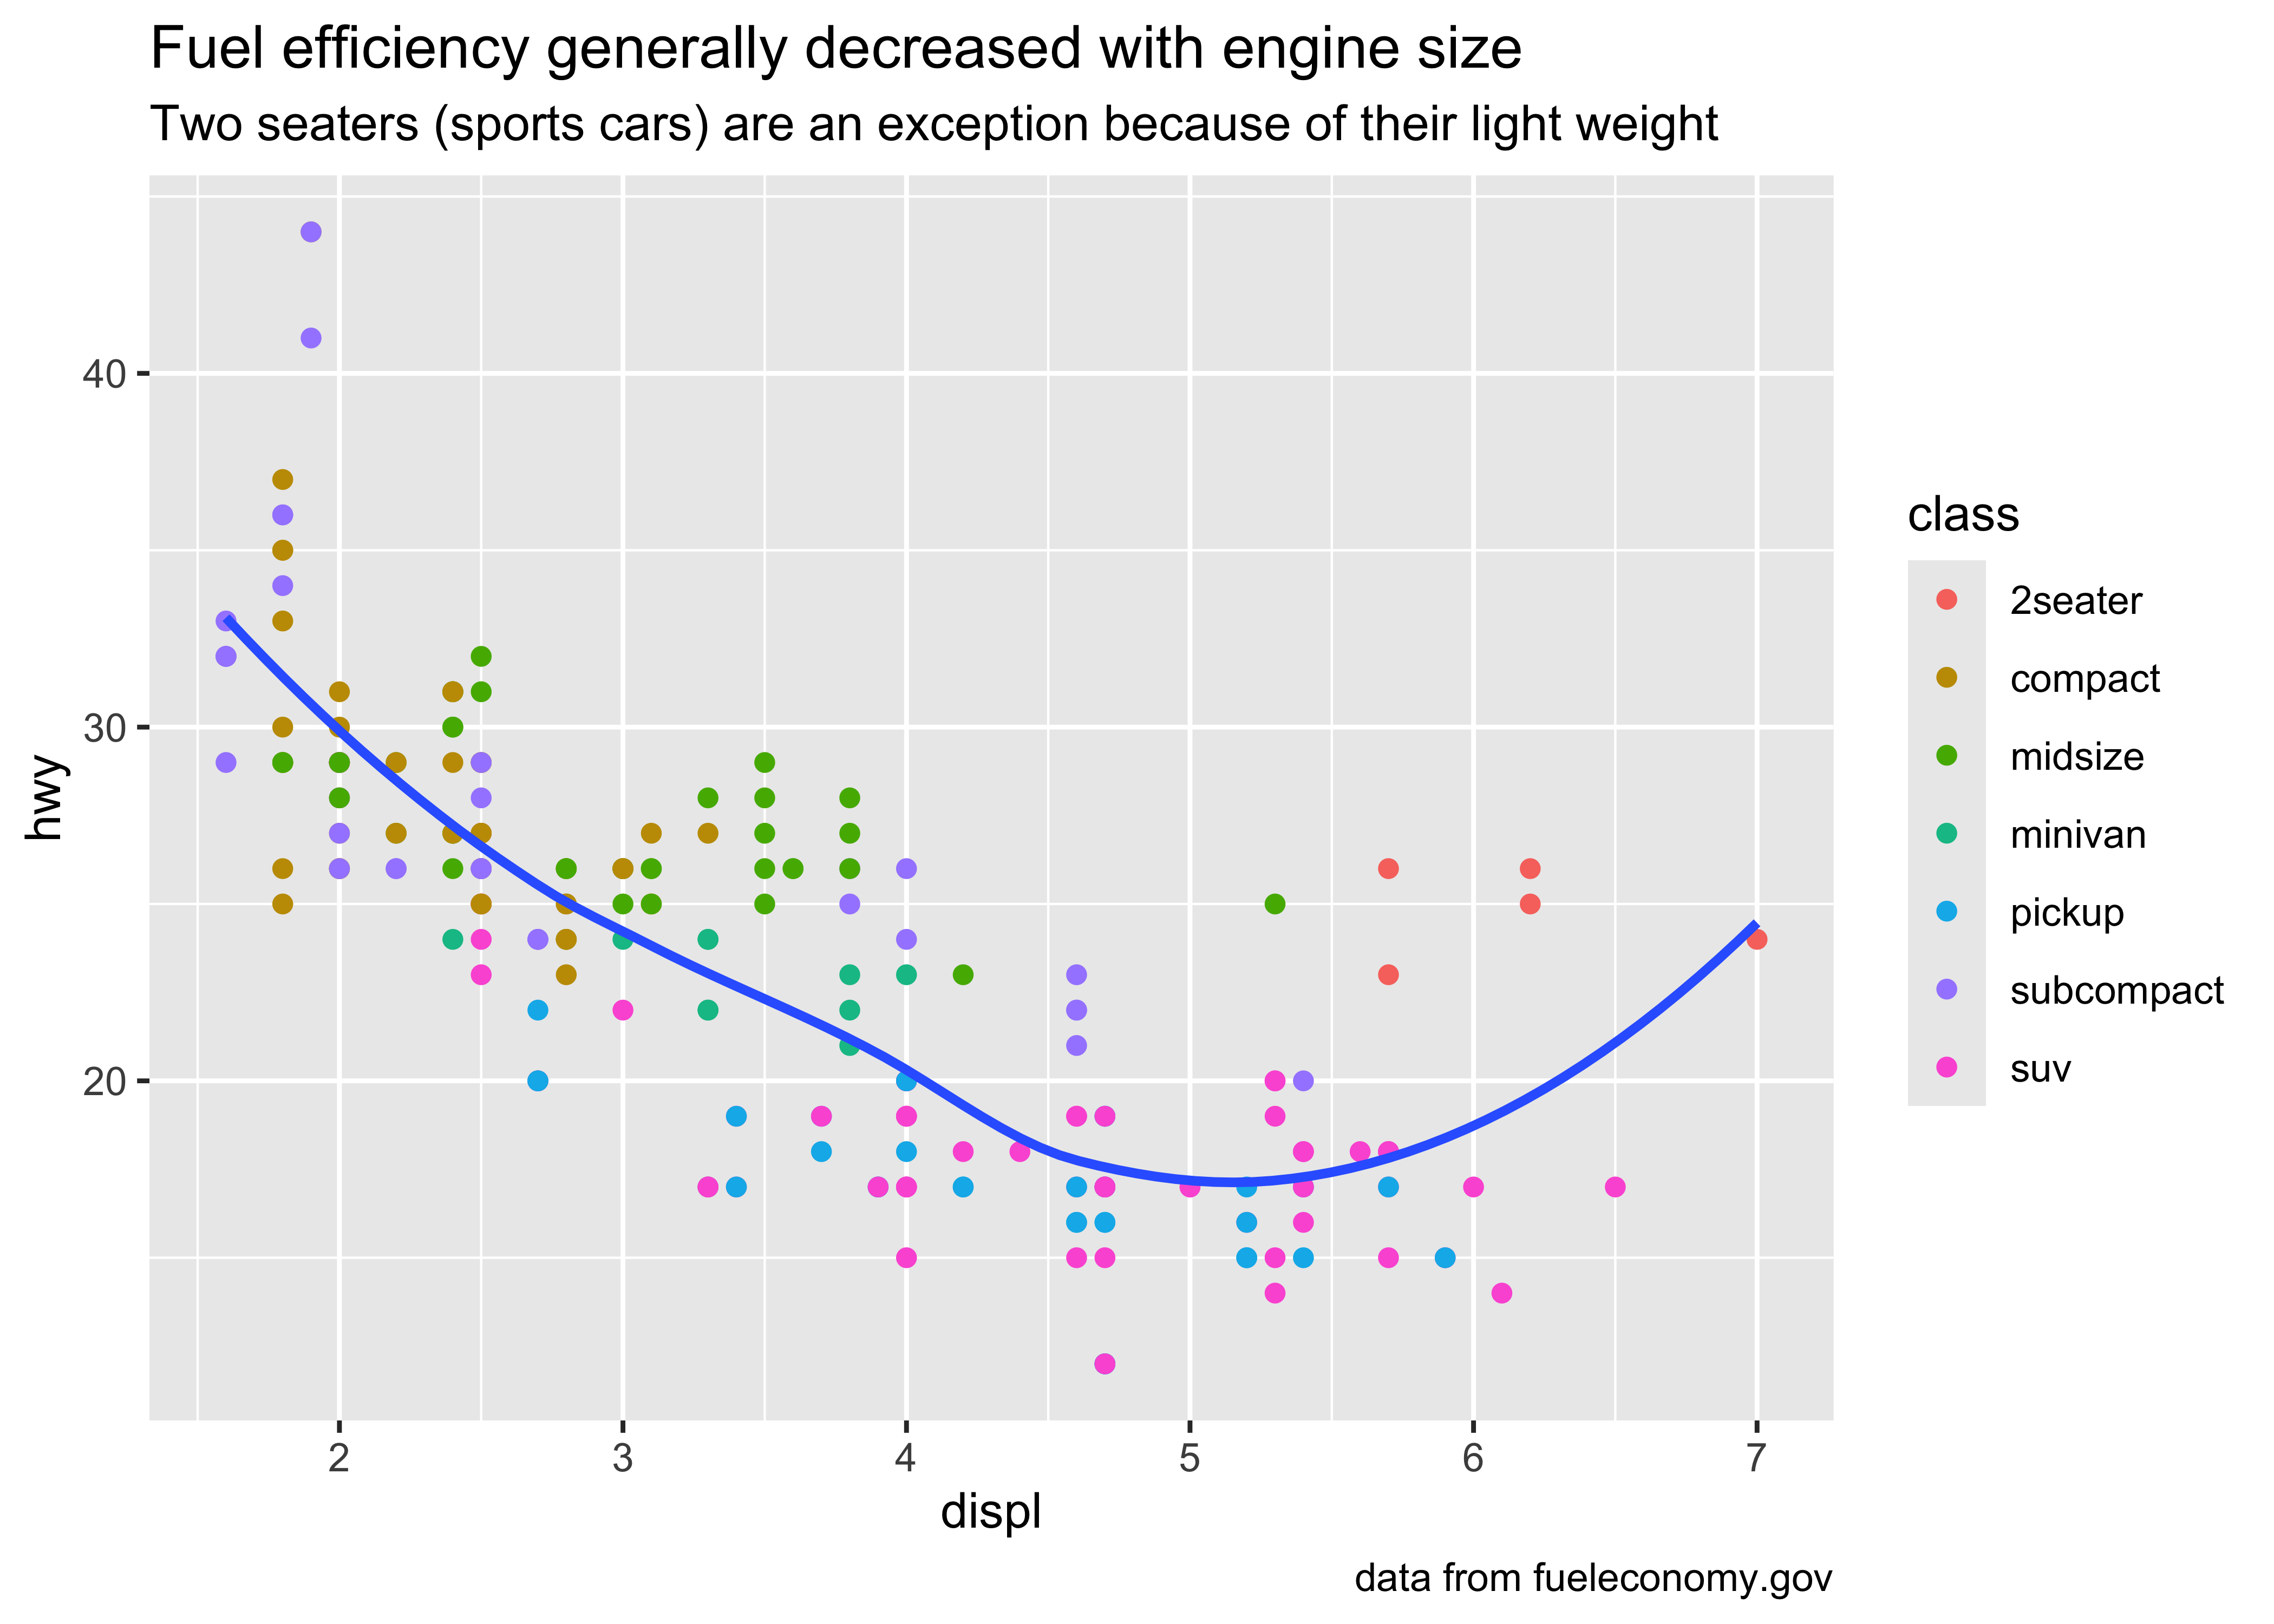 Fuel efficiency generally decreased with engine size
Two seaters (sports cars) are an exception because of their light weight
40
30
20
hwy
2
3
4
5
6
7
displ
class
2seater
compact
midsize
minivan
pickup
subcompact
suv
data from fueleconomy.gov